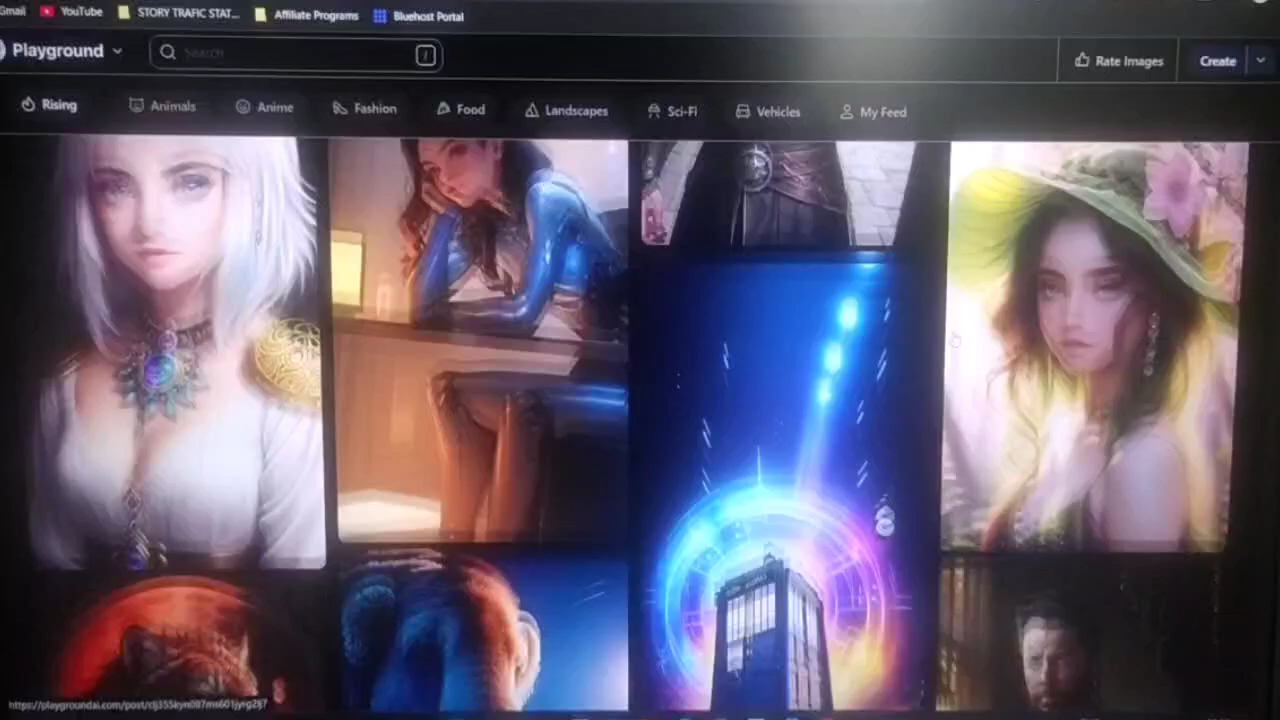 Gmail YouTube STORY TRAFIC STAT... Affiliate Programs Bluehost Portal
Playground Search / Rate Images Create
Rising Animals Anime Fashion Food Landscapes Sci-Fi Vehicles My Feed